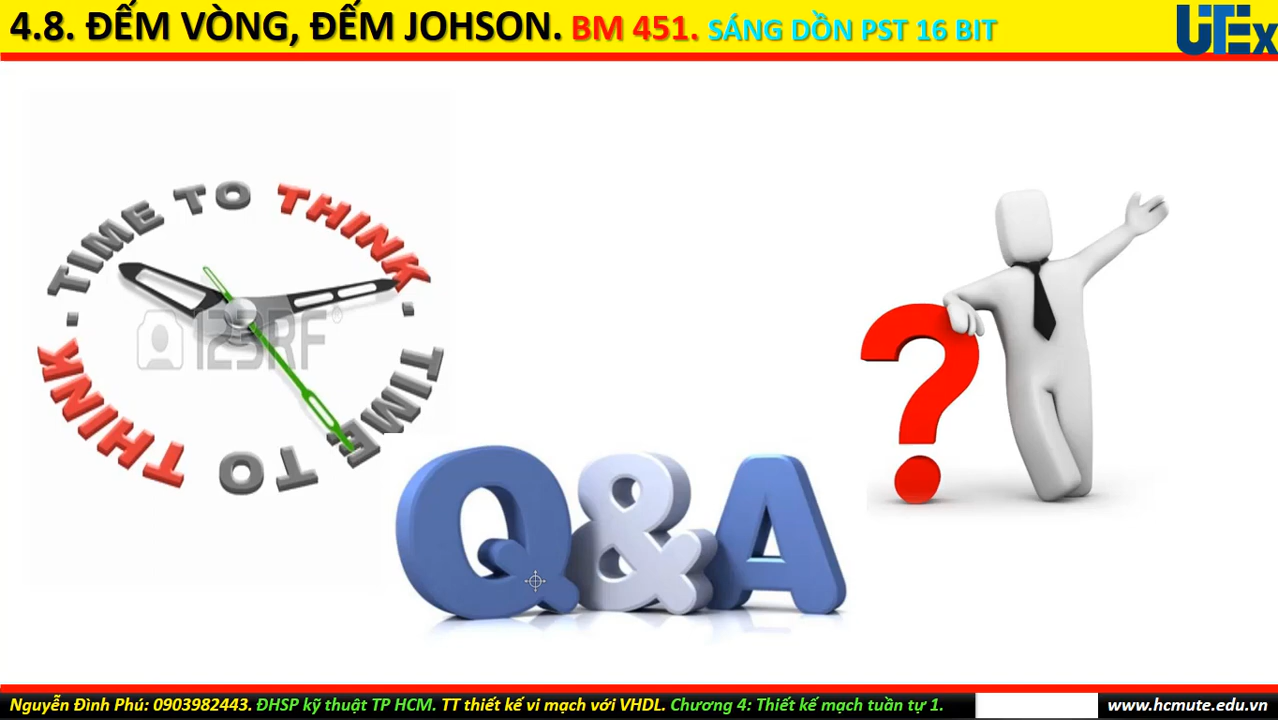 4.8. ĐẾM VÒNG, ĐẾM JOHSON. BM 451. SÁNG DỒN PST 16 BIT
UTEx
TIME TO THINK · TIME TO THINK ·
123RF®
Q&A
?
Nguyễn Đình Phú: 0903982443. ĐHSP kỹ thuật TP HCM. TT thiết kế vi mạch với VHDL. Chương 4: Thiết kế mạch tuần tự 1.
www.hcmute.edu.vn